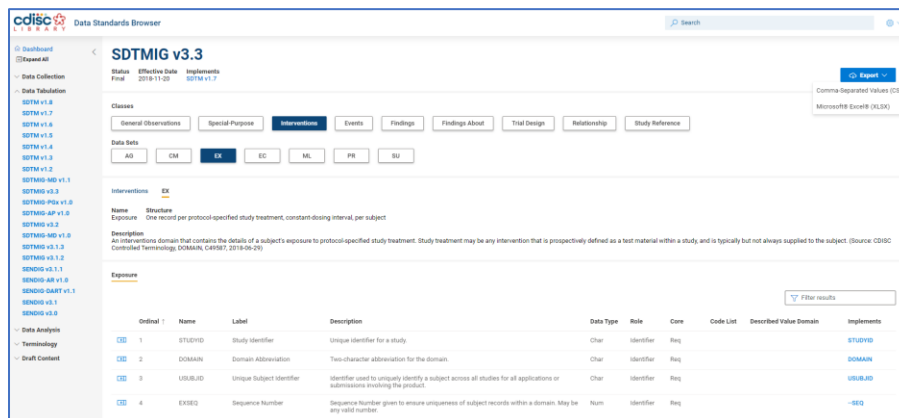 cdisc
LIBRARY
Data Standards Browser
Search
Dashboard
Expand All
Data Collection
Data Tabulation
SDTM v1.8
SDTM v1.7
SDTM v1.6
SDTM v1.5
SDTM v1.4
SDTM v1.3
SDTM v1.2
SDTMIG-MD v1.1
SDTMIG v3.3
SDTMIG-PGx v1.0
SDTMIG-AP v1.0
SDTMIG v3.2
SDTMIG-MD v1.0
SDTMIG v3.1.3
SDTMIG v3.1.2
SENDIG v3.1.1
SENDIG-AR v1.0
SENDIG-DART v1.1
SENDIG v3.1
SENDIG v3.0
Data Analysis
Terminology
Draft Content
SDTMIG v3.3
Status Effective Date Implements
Final 2018-11-20 SDTM v1.7
Export
Comma-Separated Values (CS
Microsoft® Excel® (XLSX)
Classes
General Observations Special-Purpose Interventions Events Findings Findings About Trial Design Relationship Study Reference
Data Sets
AG CM EX EC ML PR SU
Interventions EX
Name Structure
Exposure One record per protocol-specified study treatment, constant-dosing interval, per subject
Description
An interventions domain that contains the details of a subject's exposure to protocol-specified study treatment. Study treatment may be any intervention that is prospectively defined as a test material within a study, and is typically but not always supplied to the subject. (Source: CDISC
Controlled Terminology, DOMAIN, C49587, 2018-06-29)
Exposure
Filter results
Ordinal ↑ Name Label Description Data Type Role Core Code List Described Value Domain Implements
1 STUDYID Study Identifier Unique identifier for a study. Char Identifier Req STUDYID
2 DOMAIN Domain Abbreviation Two-character abbreviation for the domain. Char Identifier Req DOMAIN
3 USUBJID Unique Subject Identifier Identifier used to uniquely identify a subject across all studies for all applications or Char Identifier Req USUBJID
submissions involving the product.
4 EXSEQ Sequence Number Sequence Number given to ensure uniqueness of subject records within a domain. May be Num Identifier Req --SEQ
any valid number.